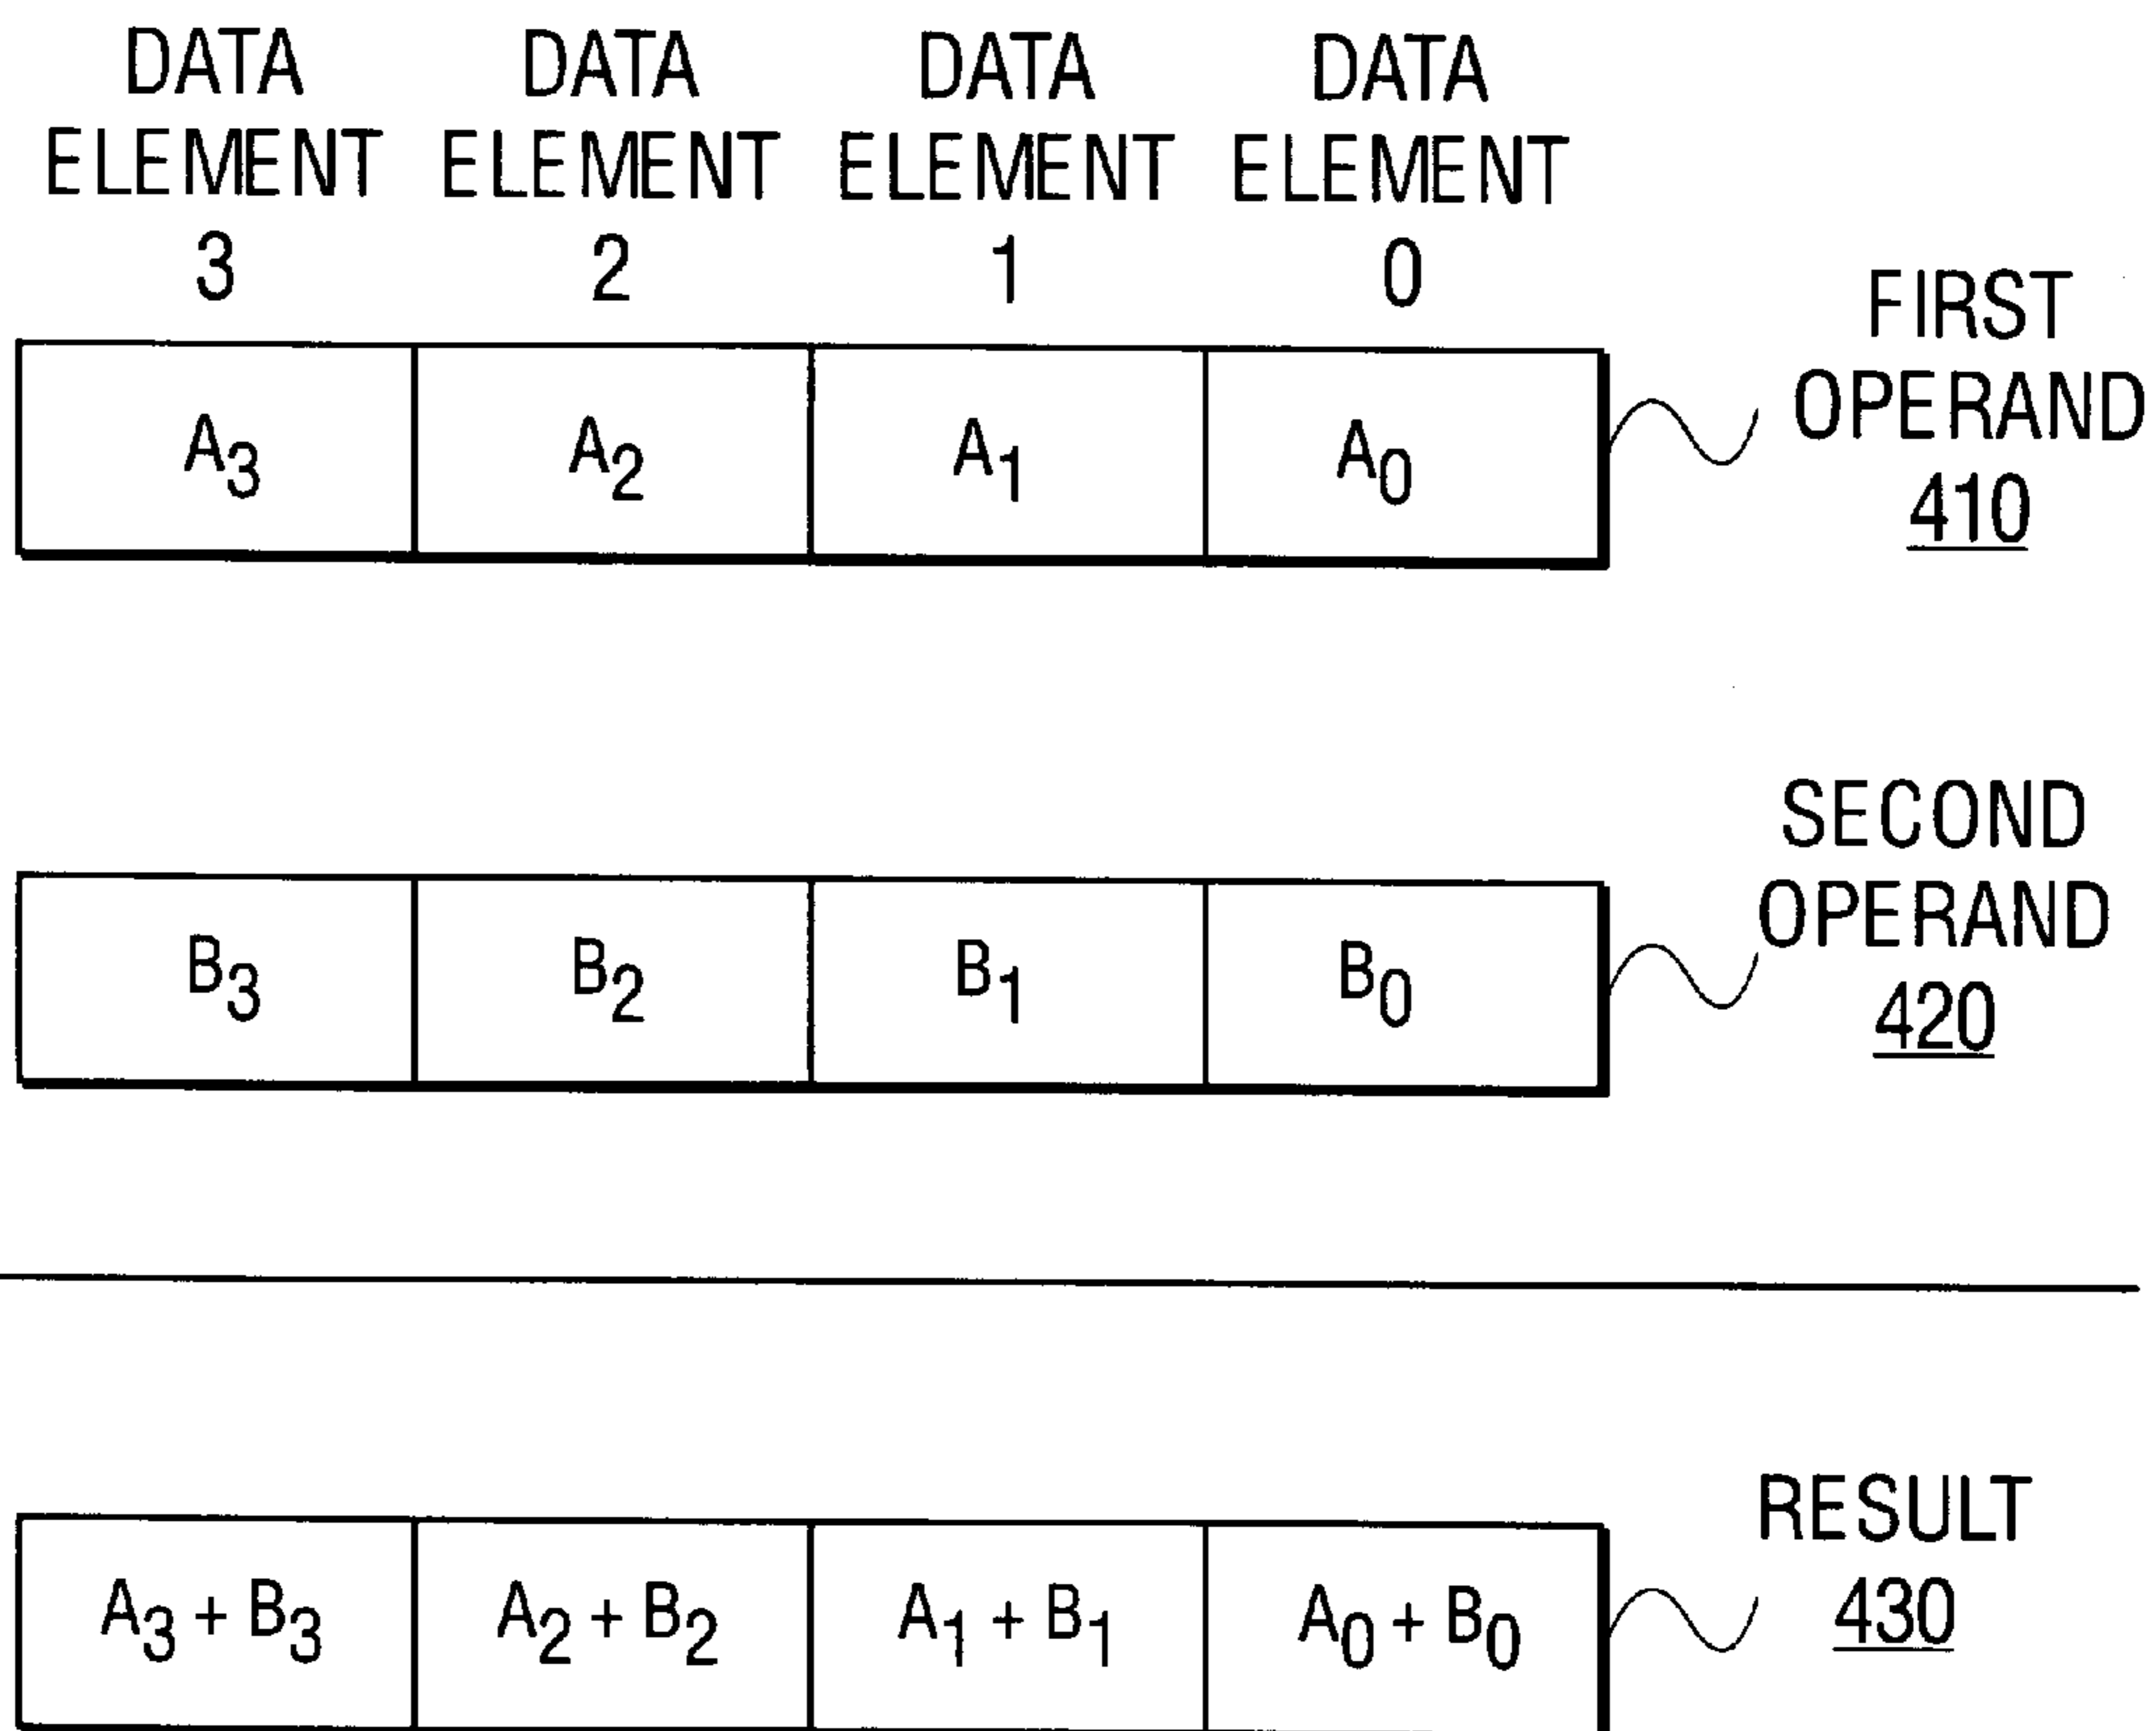 DATA DATA DATA DATA
ELEMENT ELEMENT ELEMENT ELEMENT
3 2 1 0
FIRST
OPERAND
410
A3 A2 A1 A0
SECOND
OPERAND
420
B3 B2 B1 B0
RESULT
430
A3 + B3 A2 + B2 A1 + B1 A0 + B0